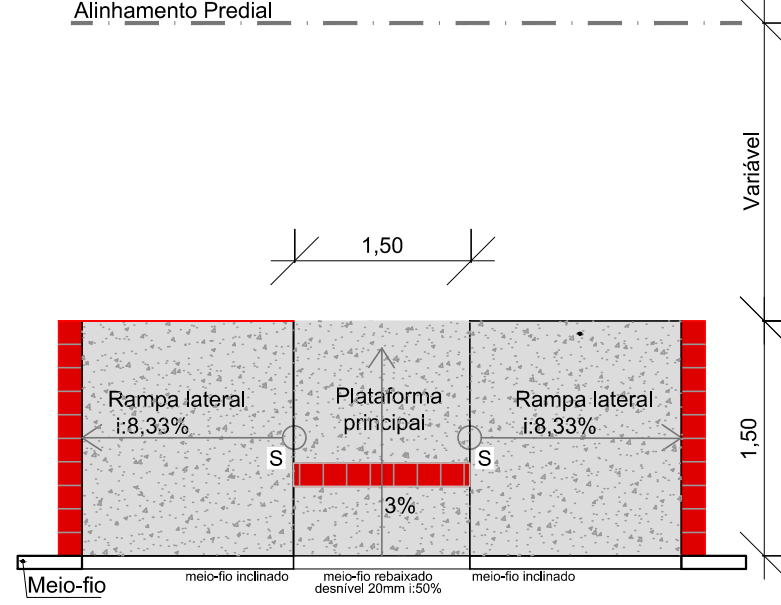 Alinhamento Predial
Variável
1,50
Rampa lateral
i:8,33%
Plataforma
principal
Rampa lateral
i:8,33%
1,50
S
S
3%
Meio-fio
meio-fio inclinado
meio-fio rebaixado
desnível 20mm i:50%
meio-fio inclinado